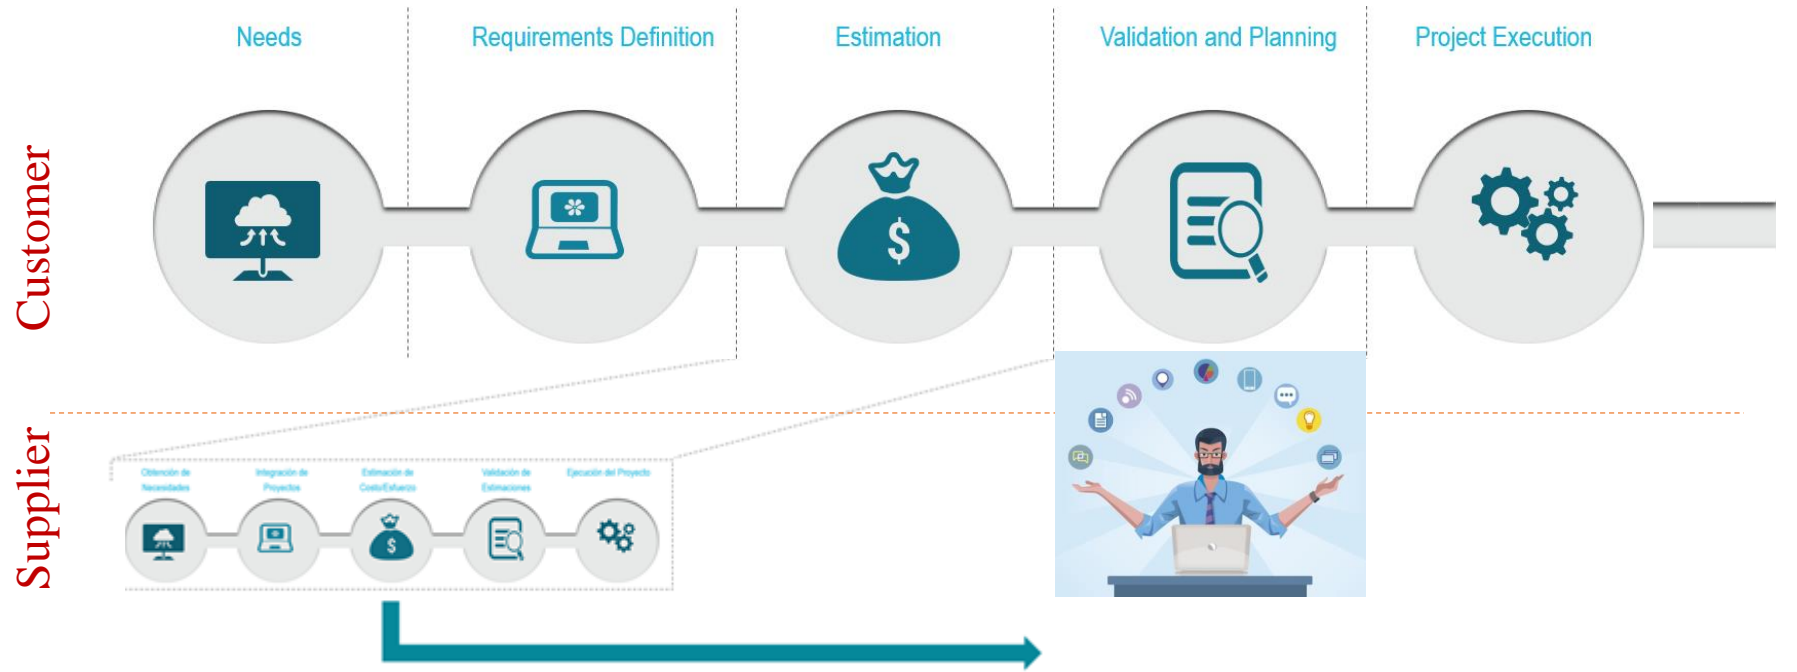 Needs
Requirements Definition
Estimation
Validation and Planning
Project Execution
Customer
$
Supplier
Obtención de
Necesidades
Integración de
Proyectos
Estimación de
Costo/Esfuerzo
Validación de
Estimaciones
Ejecución del Proyecto
$